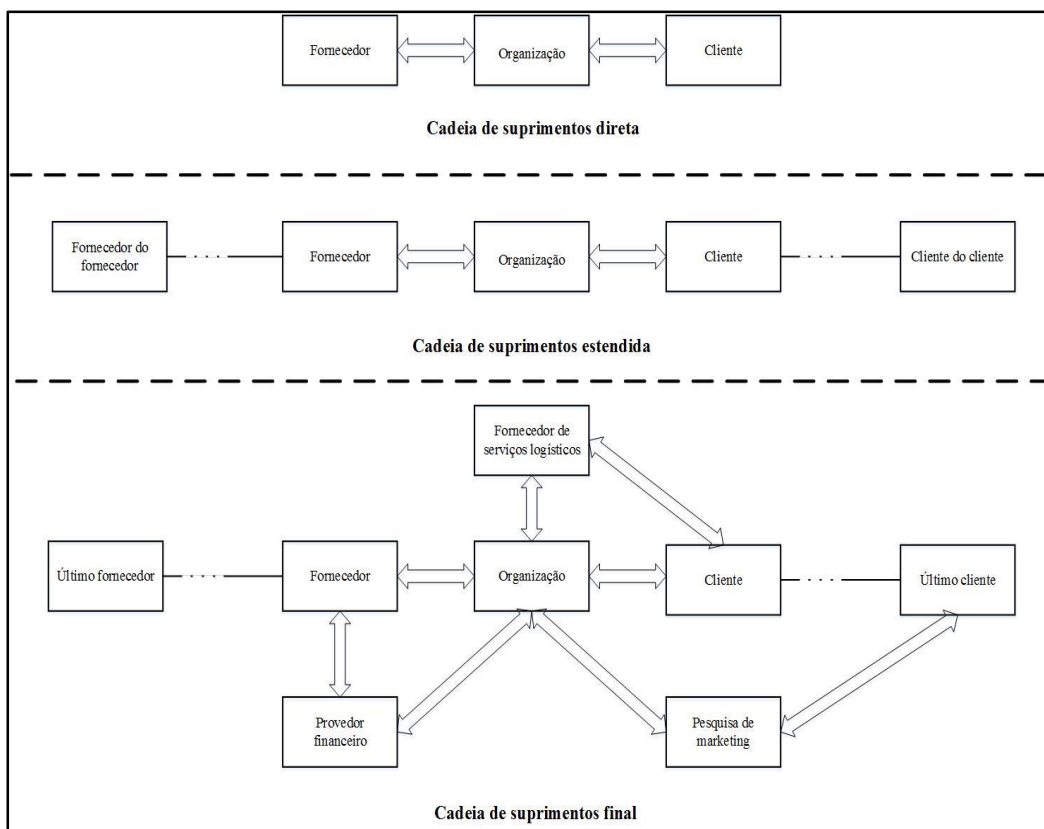 Fornecedor
Organização
Cliente
Cadeia de suprimentos direta
Fornecedor do
fornecedor
Fornecedor
Organização
Cliente
Cliente do cliente
Cadeia de suprimentos estendida
Fornecedor de
serviços logísticos
Último fornecedor
Fornecedor
Organização
Cliente
Último cliente
Provedor
financeiro
Pesquisa de
marketing
Cadeia de suprimentos final